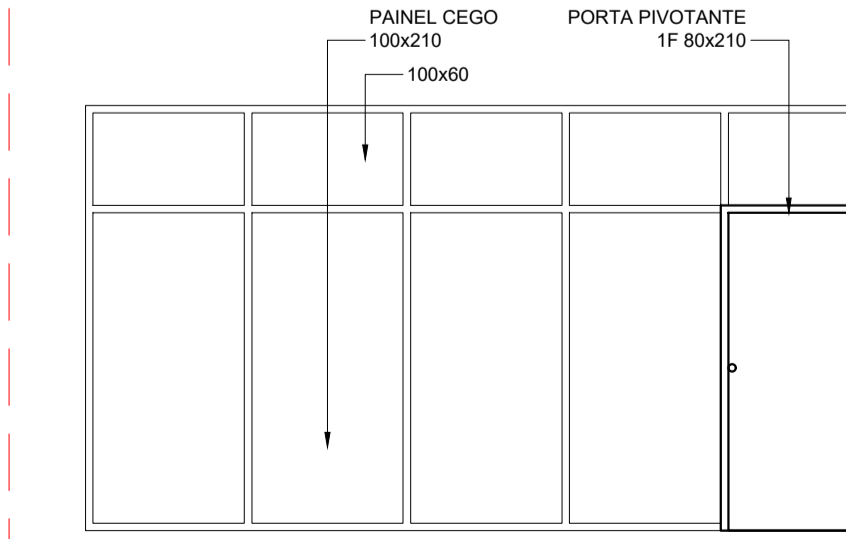 PAINEL CEGO
100x210
100x60
PORTA PIVOTANTE
1F 80x210